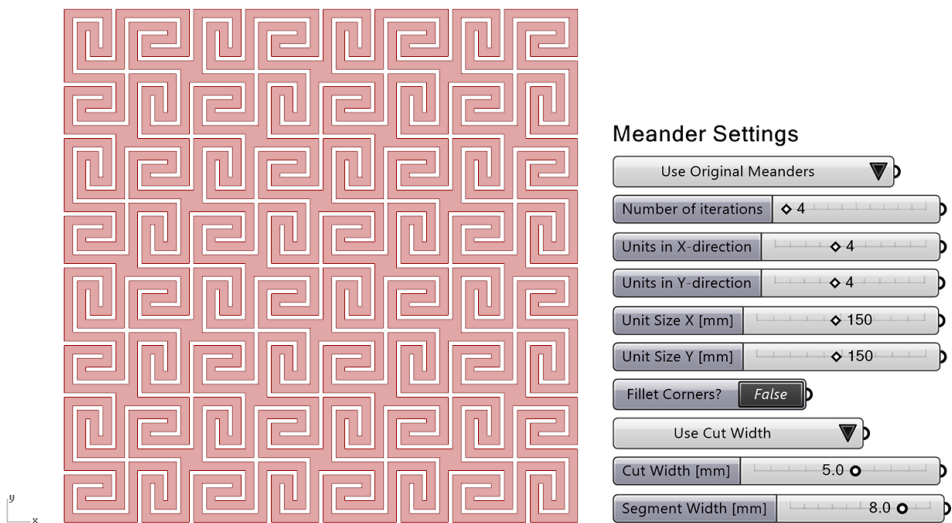 Meander Settings
Use Original Meanders
Number of iterations 4
Units in X-direction 4
Units in Y-direction 4
Unit Size X [mm] 150
Unit Size Y [mm] 150
Fillet Corners? False
Use Cut Width
Cut Width [mm] 5.0
Segment Width [mm] 8.0
y
x